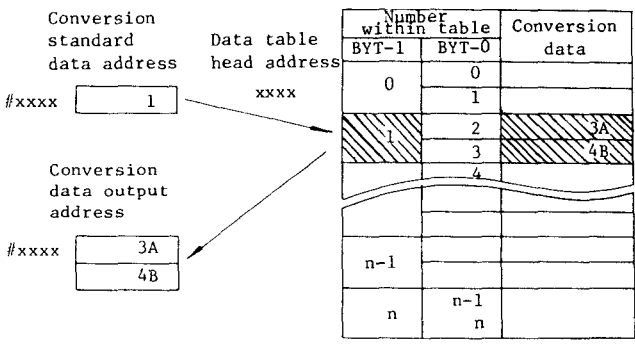 Conversion
standard
data address
#xxxx
1
Data table
head address
xxxx
Conversion
data output
address
#xxxx
3A
4B
Number
within table
BYT-1 BYT-0
Conversion
data
0
0
1
1
2
3A
3
4B
4
n-1
n
n-1
n